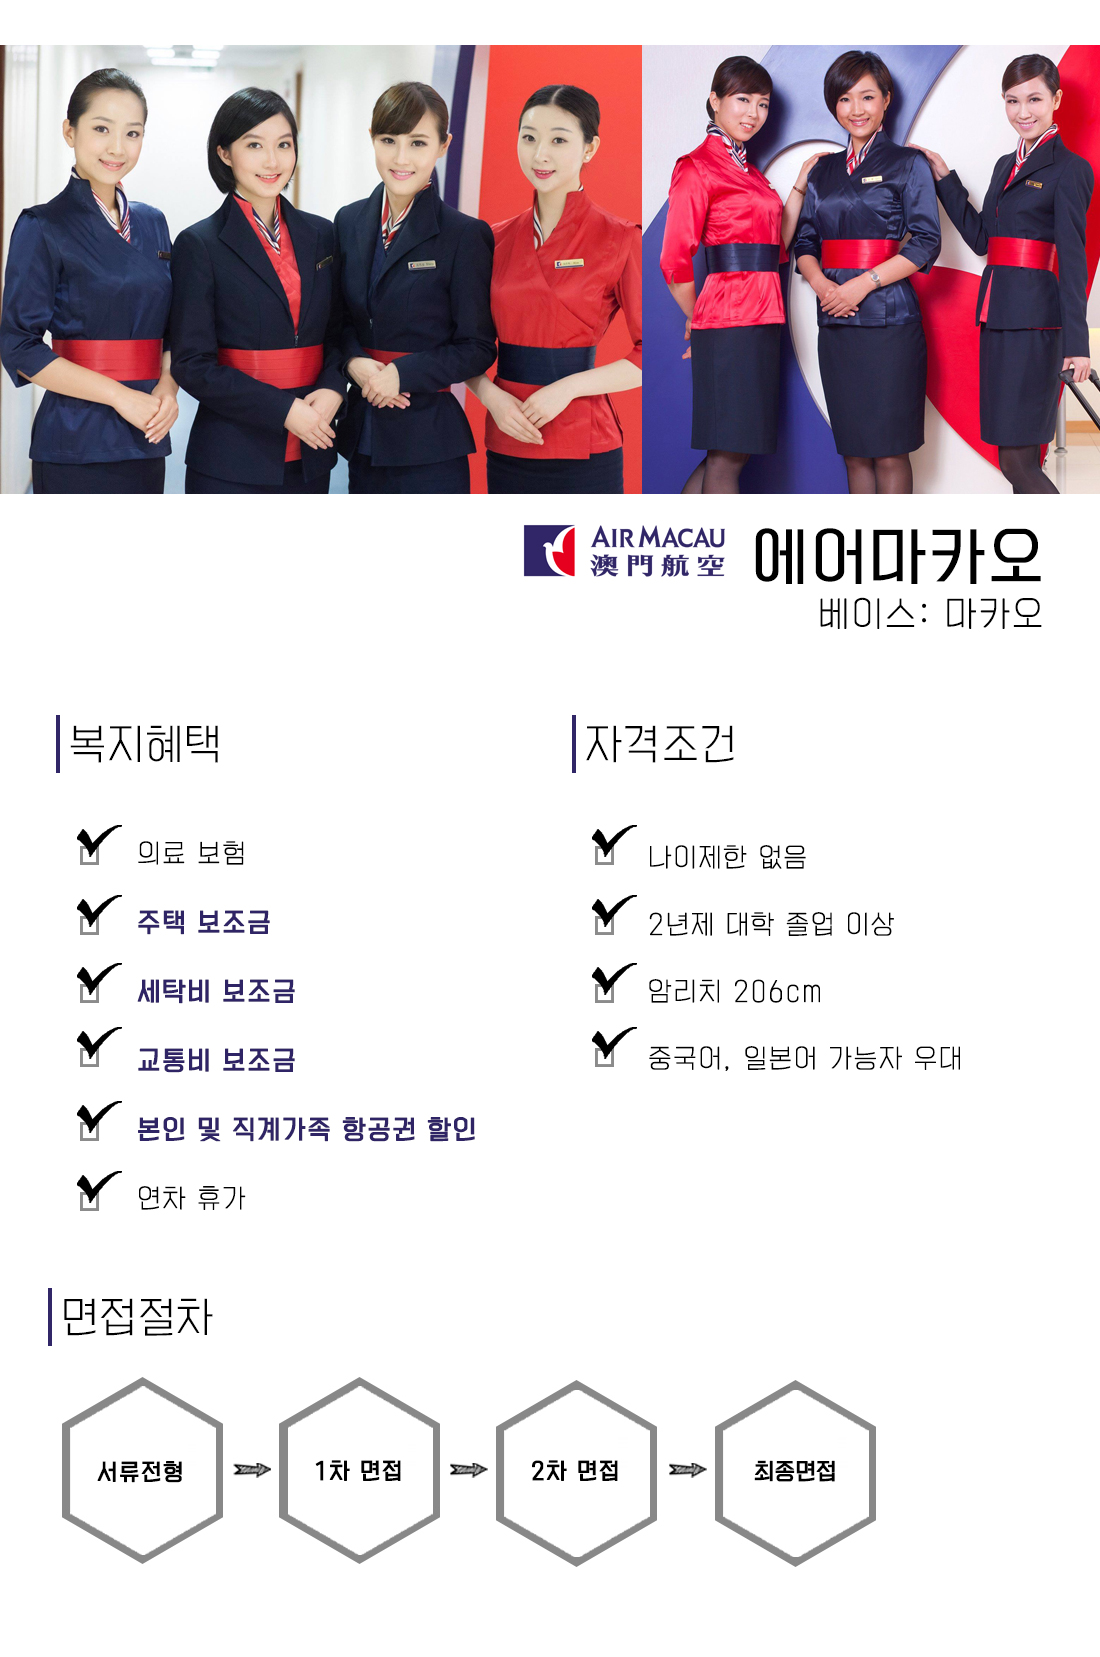 AIR MACAU
澳門航空
에어마카오
베이스: 마카오
복지혜택
의료 보험
주택 보조금
세탁비 보조금
교통비 보조금
본인 및 직계가족 항공권 할인
연차 휴가
자격조건
나이제한 없음
2년제 대학 졸업 이상
암리치 206cm
중국어, 일본어 가능자 우대
면접절차
서류전형
1차 면접
2차 면접
최종면접